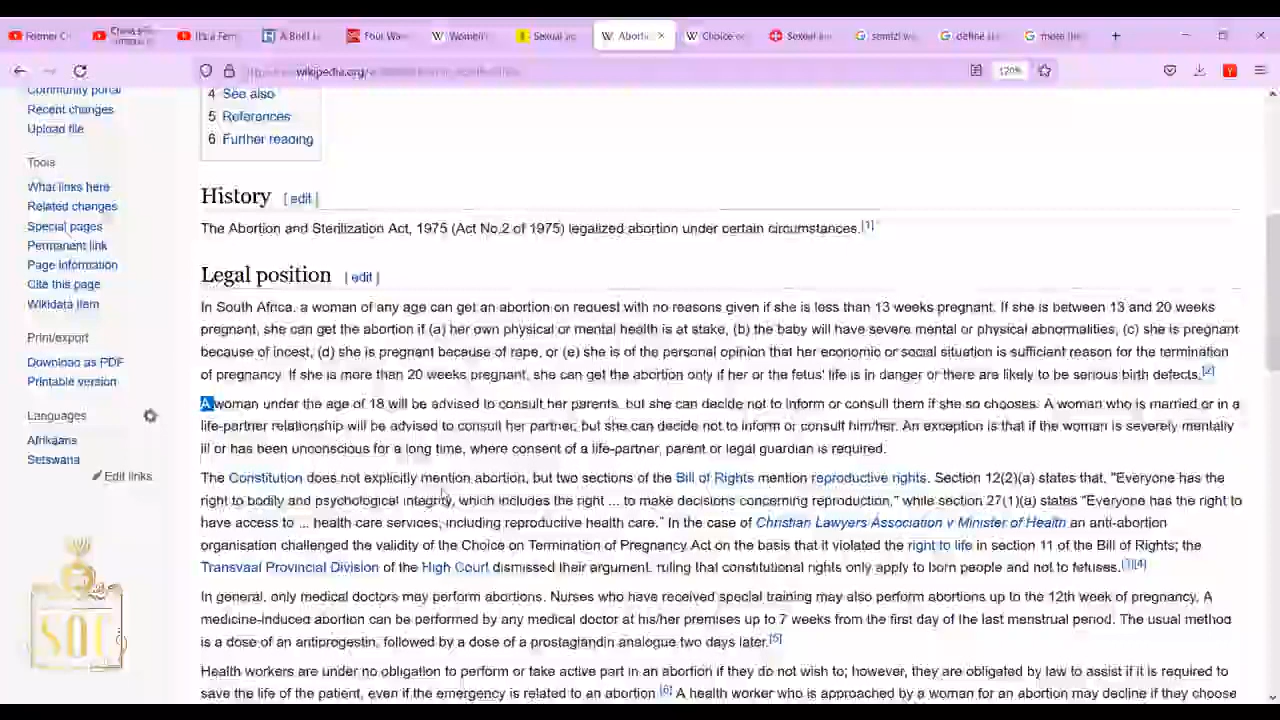 Former C
It's a Fem
A Brief
Four Wa
Women'
Sexual
Aborti
Choice o
Sexual
define
more the
wikipedia.org
120%
Community portal
Recent changes
Upload file
Tools
What links here
Related changes
Special pages
Permanent link
Page information
Cite this page
Wikidata item
Print/export
Download as PDF
Printable version
Languages
Afrikaans
Setswana
Edit links
4 See also
5 References
6 Further reading
History [ edit ]
The Abortion and Sterilization Act, 1975 (Act No.2 of 1975) legalized abortion under certain circumstances.[1]
Legal position [ edit ]
In South Africa, a woman of any age can get an abortion on request with no reasons given if she is less than 13 weeks pregnant. If she is between 13 and 20 weeks
pregnant, she can get the abortion if (a) her own physical or mental health is at stake, (b) the baby will have severe mental or physical abnormalities, (c) she is pregnant
because of incest, (d) she is pregnant because of rape, or (e) she is of the personal opinion that her economic or social situation is sufficient reason for the termination
of pregnancy. If she is more than 20 weeks pregnant, she can get the abortion only if her or the fetus' life is in danger or there are likely to be serious birth defects.[2]
A woman under the age of 18 will be advised to consult her parents, but she can decide not to inform or consult them if she so chooses. A woman who is married or in a
life-partner relationship will be advised to consult her partner, but she can decide not to inform or consult him/her. An exception is that if the woman is severely mentally
ill or has been unconscious for a long time, where consent of a life-partner, parent or legal guardian is required.
The Constitution does not explicitly mention abortion, but two sections of the Bill of Rights mention reproductive rights. Section 12(2)(a) states that, "Everyone has the
right to bodily and psychological integrity, which includes the right ... to make decisions concerning reproduction," while section 27(1)(a) states "Everyone has the right to
have access to ... health care services, including reproductive health care." In the case of Christian Lawyers Association v Minister of Health an anti-abortion
organisation challenged the validity of the Choice on Termination of Pregnancy Act on the basis that it violated the right to life in section 11 of the Bill of Rights; the
Transvaal Provincial Division of the High Court dismissed their argument, ruling that constitutional rights only apply to born people and not to fetuses.[3][4]
In general, only medical doctors may perform abortions. Nurses who have received special training may also perform abortions up to the 12th week of pregnancy. A
medicine-induced abortion can be performed by any medical doctor at his/her premises up to 7 weeks from the first day of the last menstrual period. The usual method
is a dose of an antiprogestin, followed by a dose of a prostaglandin analogue two days later.[5]
Health workers are under no obligation to perform or take active part in an abortion if they do not wish to; however, they are obligated by law to assist if it is required to
save the life of the patient, even if the emergency is related to an abortion.[6] A health worker who is approached by a woman for an abortion may decline if they choose
SOC